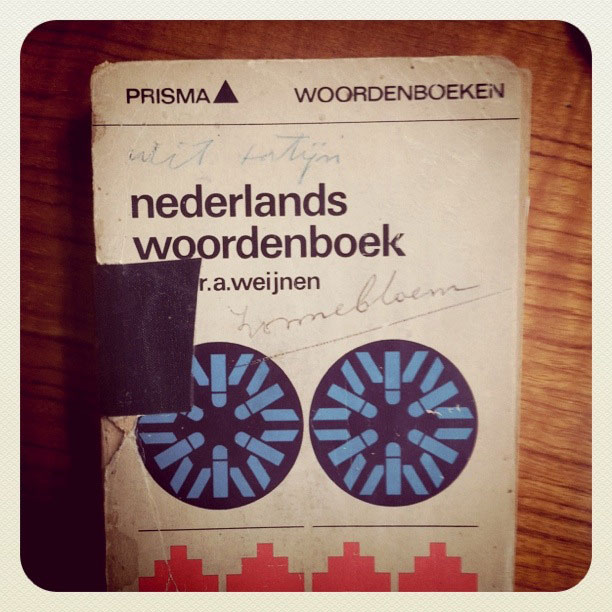 PRISMA WOORDENBOEKEN
wit satijn
nederlands
woordenboek
r.a.weijnen
zonnebloem